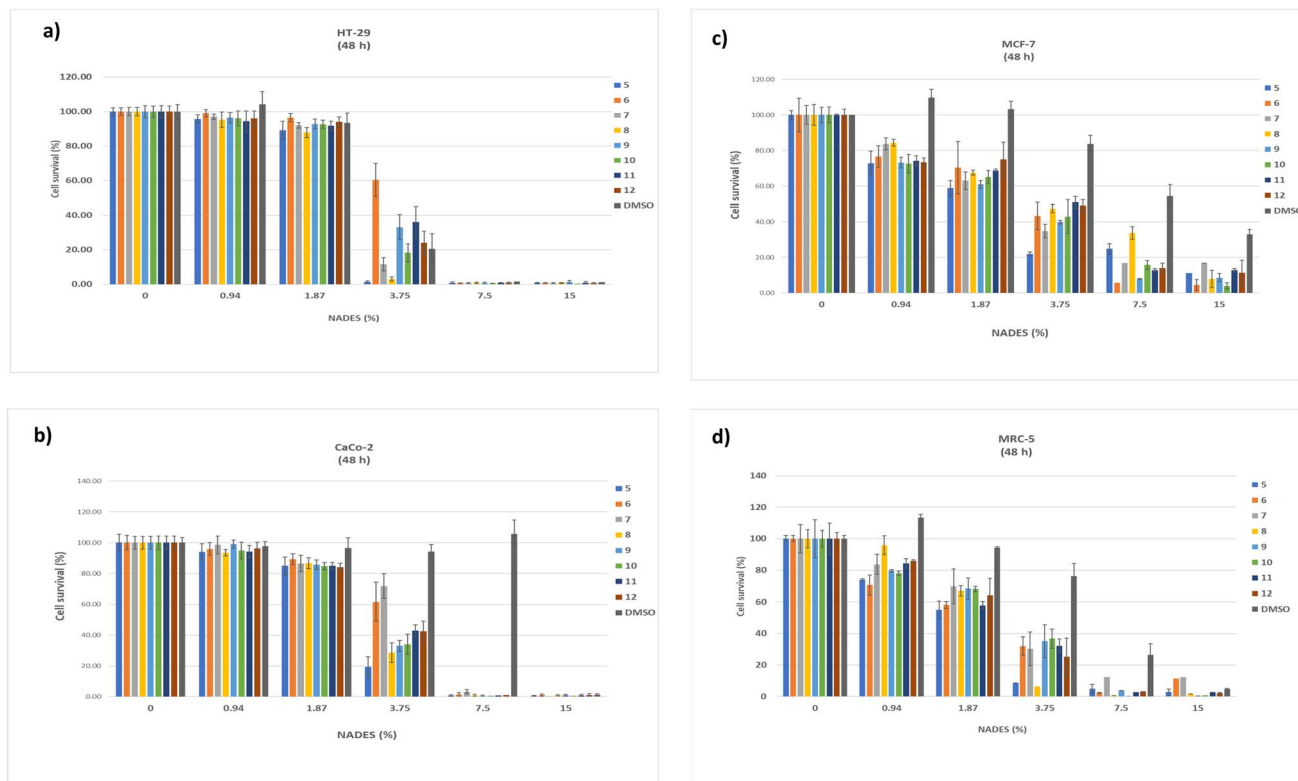 a)
HT-29
(48 h)
Cell survival (%)
120.00
100.00
80.00
60.00
40.00
20.00
0.00
0 0.94 1.87 3.75 7.5 15
NADES (%)
5
6
7
8
9
10
11
12
DMSO
b)
CaCo-2
(48 h)
Cell survival (%)
140.00
120.00
100.00
80.00
60.00
40.00
20.00
0.00
0 0.94 1.87 3.75 7.5 15
NADES (%)
5
6
7
8
9
10
11
12
DMSO
c)
MCF-7
(48 h)
Cell survival (%)
120.00
100.00
80.00
60.00
40.00
20.00
0.00
0 0.94 1.87 3.75 7.5 15
NADES (%)
5
6
7
8
9
10
11
12
DMSO
d)
MRC-5
(48 h)
Cell survival (%)
140
120
100
80
60
40
20
0
0 0.94 1.87 3.75 7.5 15
NADES (%)
5
6
7
8
9
10
11
12
DMSO